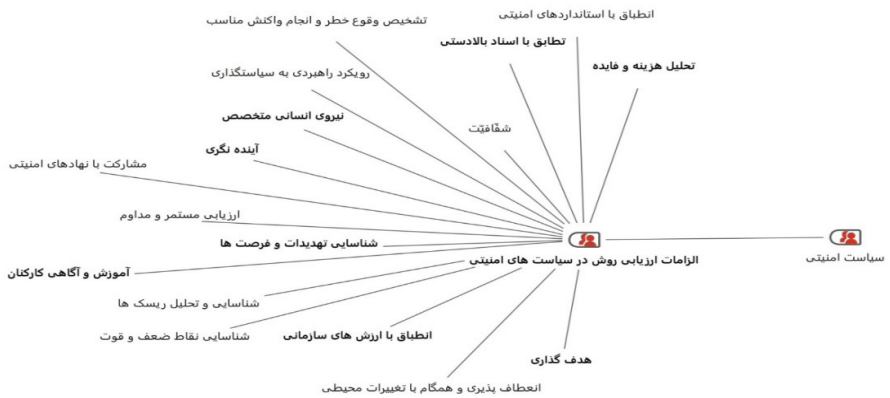 انطباق با استانداردهای امنیتی
تشخیص وقوع خطر و انجام واکنش مناسب
تطابق با اسناد بالادستی
تحلیل هزینه و فایده
رویکرد راهبردی به سیاستگذاری
نیروی انسانی متخصص
شفّافیّت
آینده نگری
مشارکت با نهادهای امنیتی
ارزیابی مستمر و مداوم
شناسایی تهدیدات و فرصت ها
سیاست امنیتی
الزامات ارزیابی روش در سیاست های امنیتی
آموزش و آگاهی کارکنان
شناسایی و تحلیل ریسک ها
انطباق با ارزش های سازمانی
شناسایی نقاط ضعف و قوت
هدف گذاری
انعطاف پذیری و همگام با تغییرات محیطی